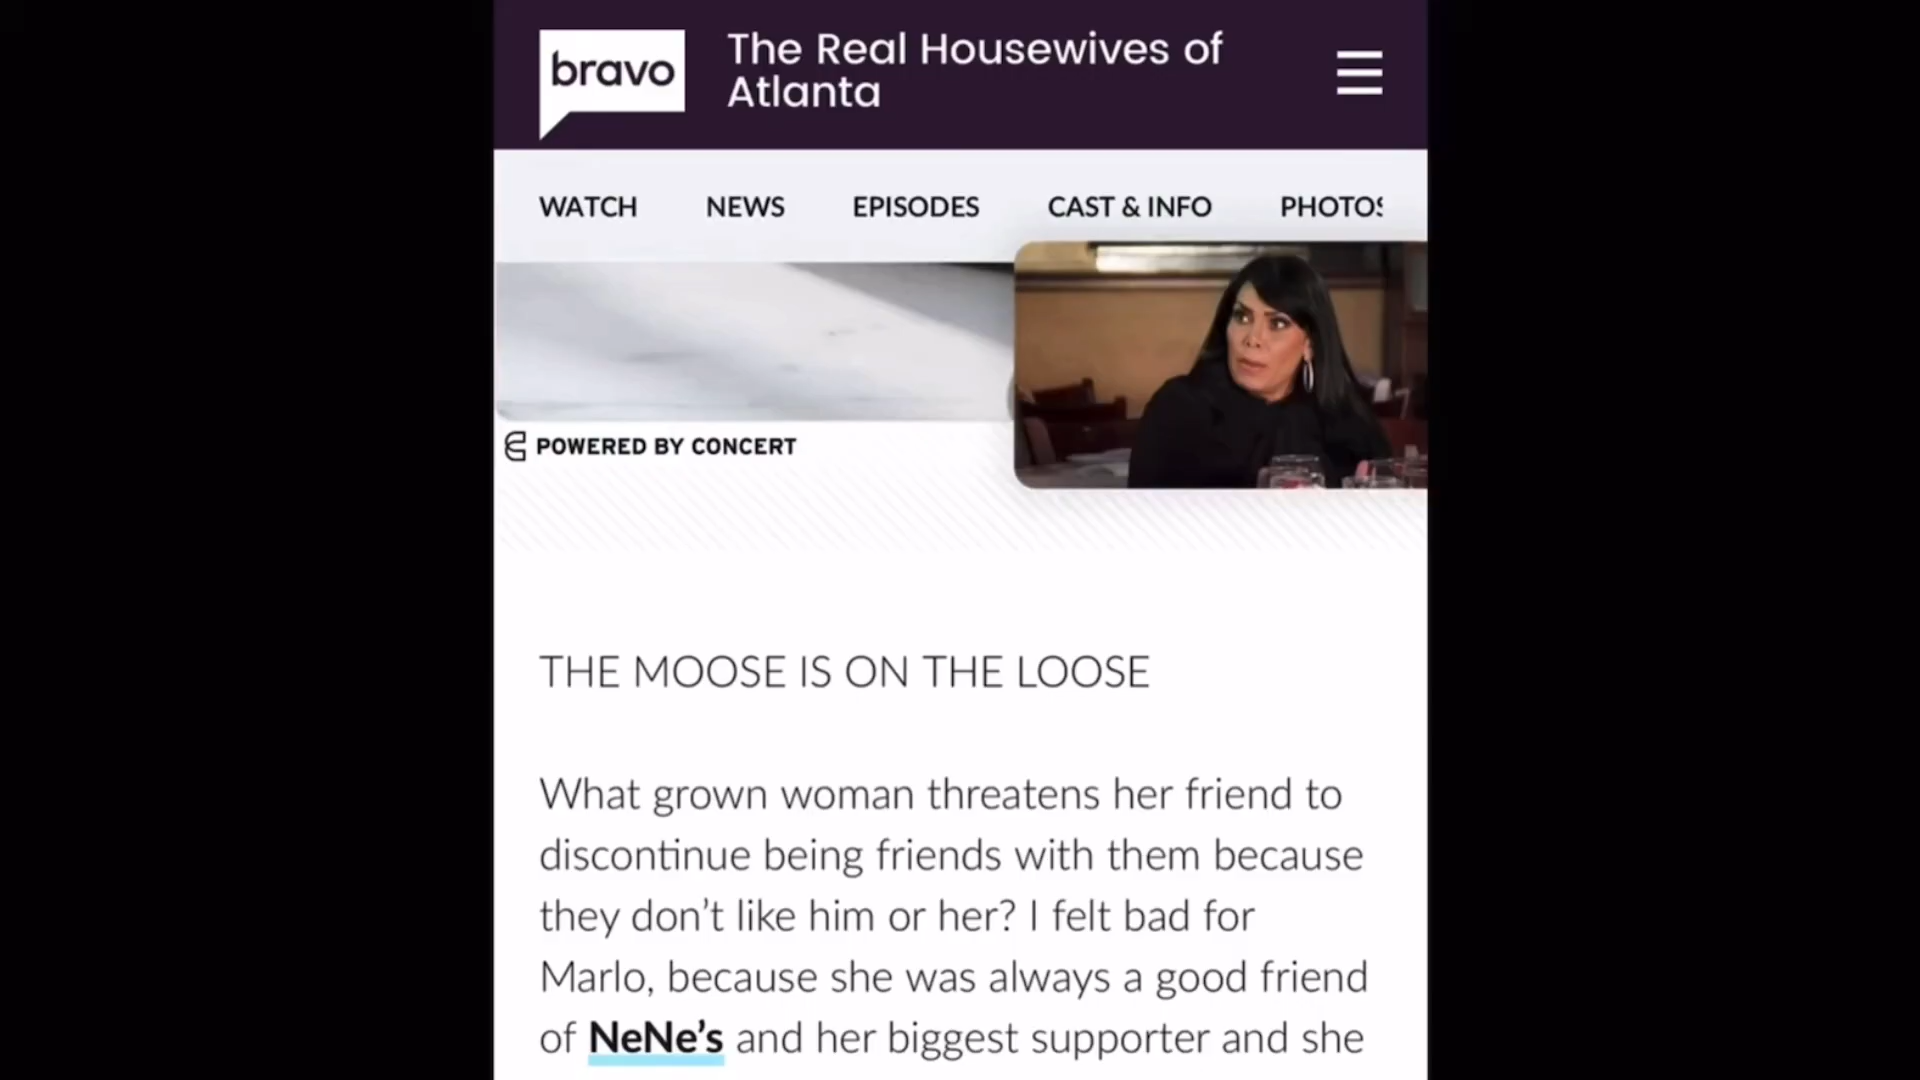 bravo
The Real Housewives of
Atlanta
WATCH NEWS EPISODES CAST & INFO PHOTOS
POWERED BY CONCERT
THE MOOSE IS ON THE LOOSE
What grown woman threatens her friend to
discontinue being friends with them because
they don’t like him or her? I felt bad for
Marlo, because she was always a good friend
of NeNe’s and her biggest supporter and she